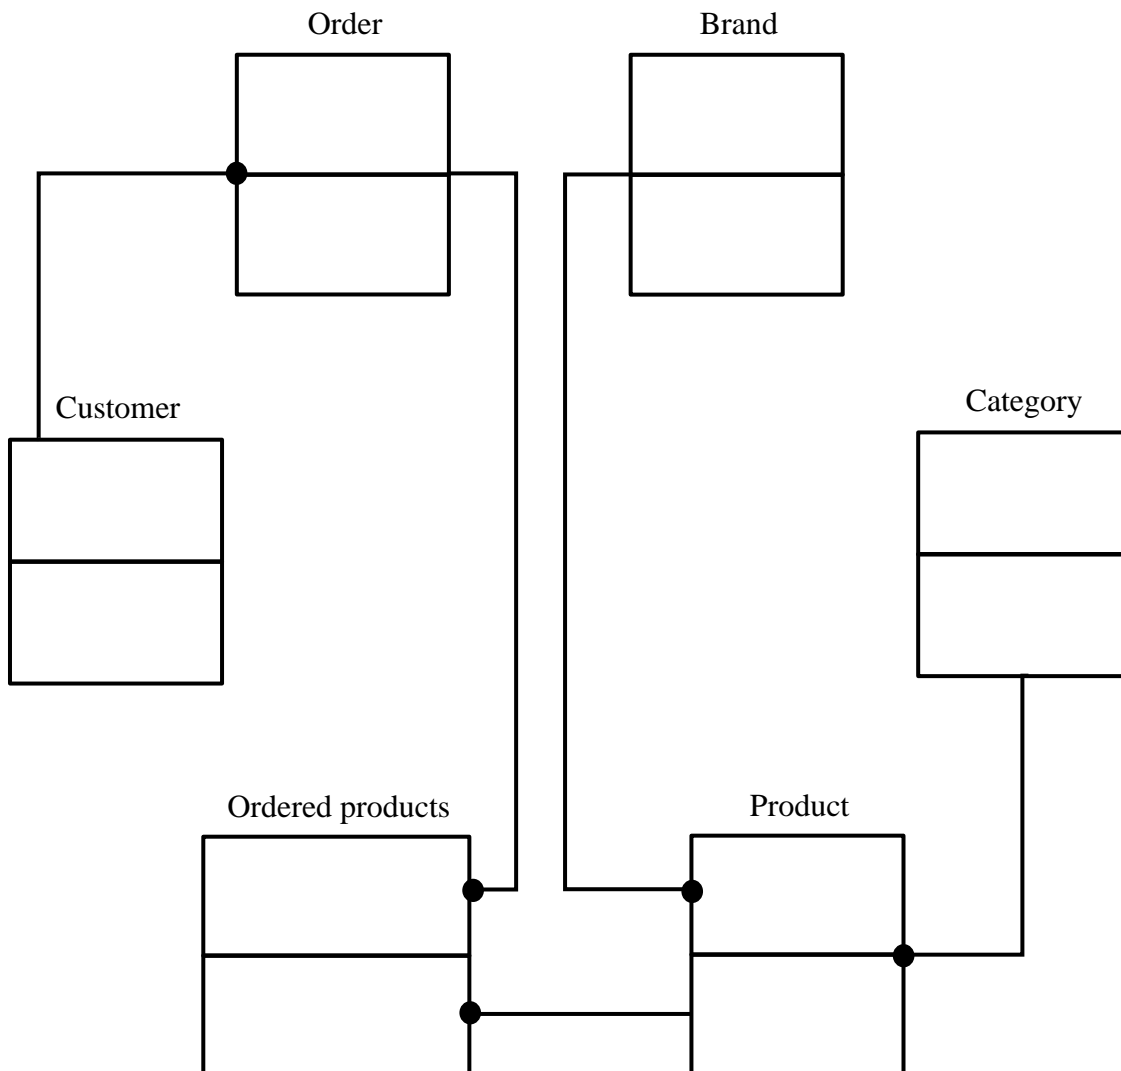 Order
Brand
Customer
Category
Ordered products
Product